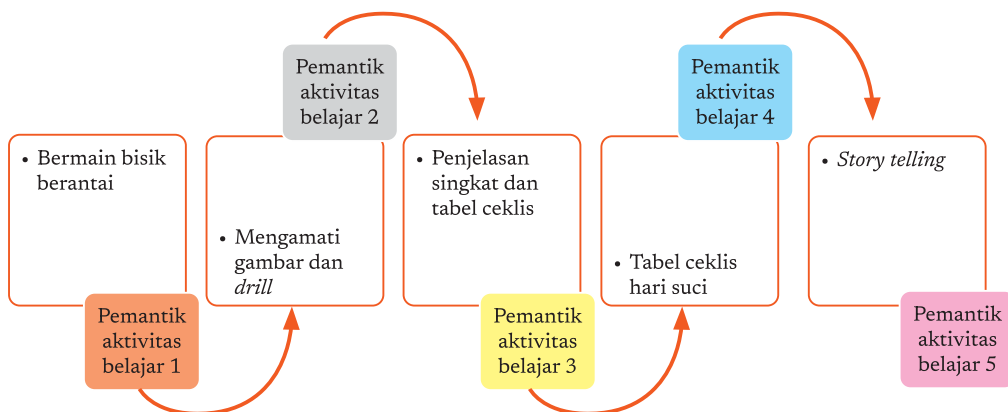 • Bermain bisik
berantai
Pemantik
aktivitas
belajar 1
Pemantik
aktivitas
belajar 2
• Mengamati
gambar dan
drill
• Penjelasan
singkat dan
tabel ceklis
Pemantik
aktivitas
belajar 3
Pemantik
aktivitas
belajar 4
• Tabel ceklis
hari suci
• Story telling
Pemantik
aktivitas
belajar 5